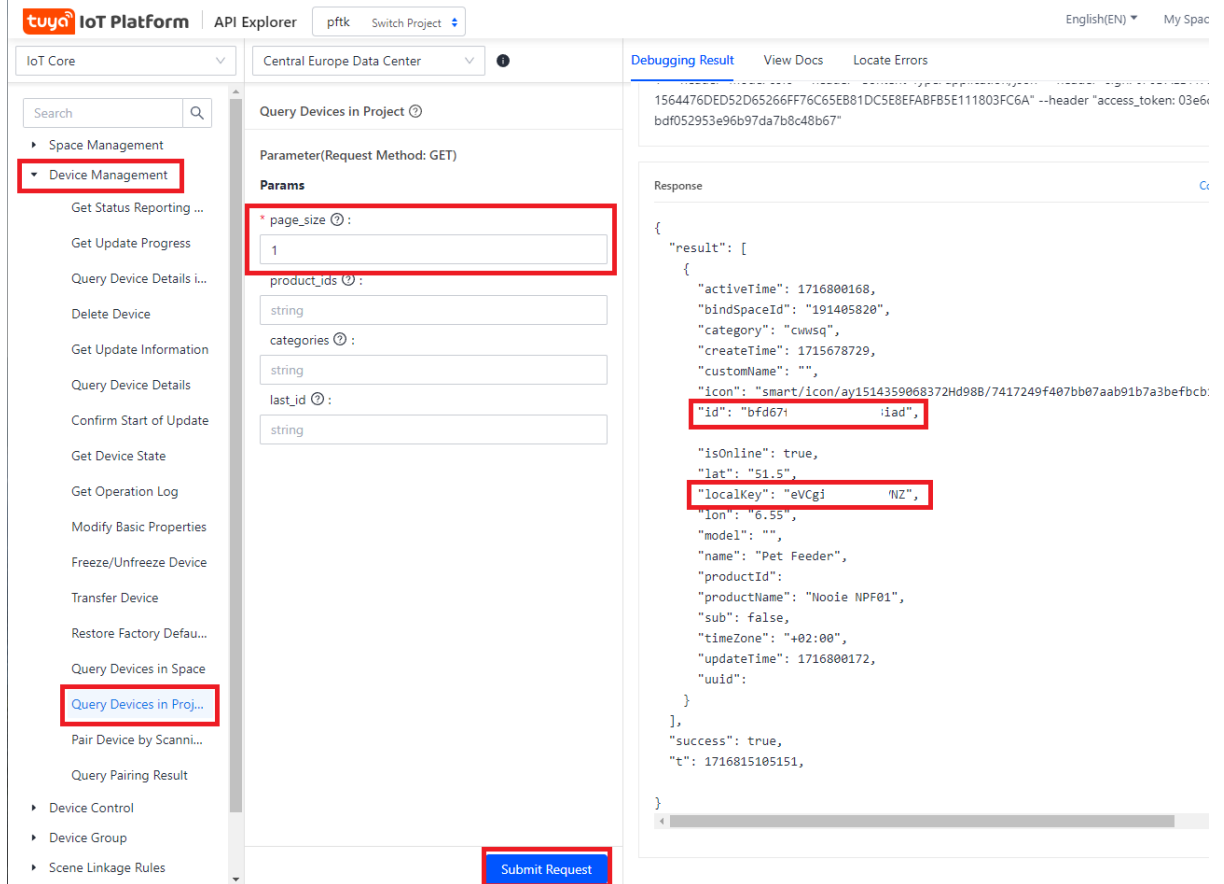 tuya IoT Platform API Explorer pftk Switch Project English(EN) My Spac
IoT Core
Search
Space Management
Device Management
Get Status Reporting ...
Get Update Progress
Query Device Details i...
Delete Device
Get Update Information
Query Device Details
Confirm Start of Update
Get Device State
Get Operation Log
Modify Basic Properties
Freeze/Unfreeze Device
Transfer Device
Restore Factory Defau...
Query Devices in Space
Query Devices in Proj...
Pair Device by Scanni...
Query Pairing Result
Device Control
Device Group
Scene Linkage Rules
Central Europe Data Center
Query Devices in Project
Parameter(Request Method: GET)
Params
* page_size :
1
product_ids :
string
categories :
string
last_id :
string
Submit Request
Debugging Result View Docs Locate Errors
1564476DED52D65266FF76C65EB81DC5E8EFABFB5E111803FC6A" --header "access_token: 03e6
bdf052953e96b97da7b8c48b67"
Response
{
"result": [
{
"activeTime": 1716800168,
"bindSpaceId": "191405820",
"category": "cwwsq",
"createTime": 1715678729,
"customName": "",
"icon": "smart/icon/ay1514359068372Hd98B/7417249f407bb07aab91b7a3befbcb
"id": "bfd67 iad",
"isOnline": true,
"lat": "51.5",
"localKey": "eVCgi NZ",
"lon": "6.55",
"model": "",
"name": "Pet Feeder",
"productId":
"productName": "Nooie NPF01",
"sub": false,
"timeZone": "+02:00",
"updateTime": 1716800172,
"uuid":
}
],
"success": true,
"t": 1716815105151,
}